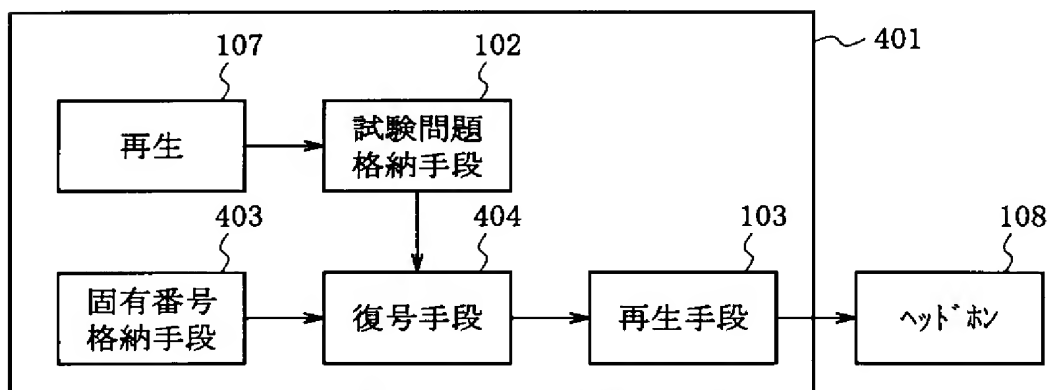 107
102
401
再生
試験問題
格納手段
403
404
103
108
固有番号
格納手段
復号手段
再生手段
ヘッドホン